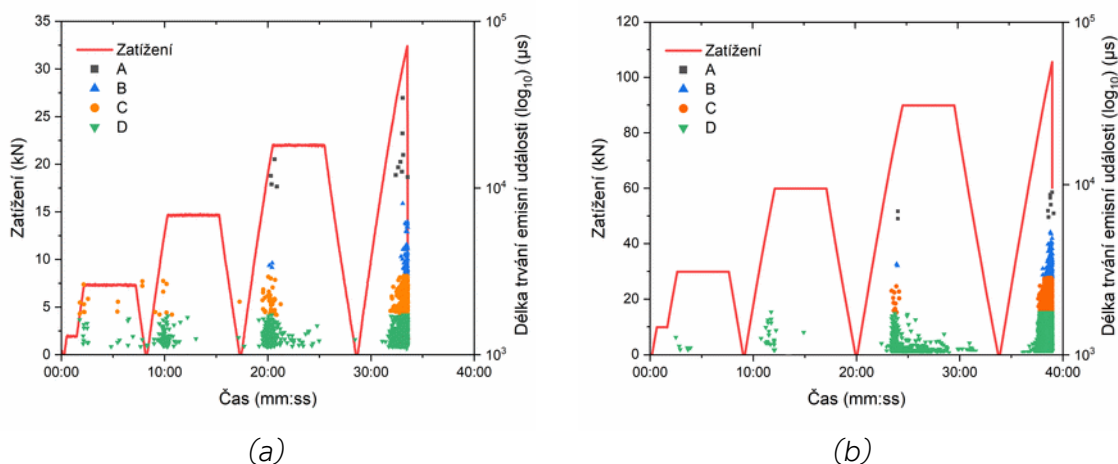 35
30
25
20
15
10
5
0
Zatížení (kN)
Zatížení
A
B
C
D
10⁵
10⁴
10³
Délka trvání emisní události (log₁₀) (µs)
00:00 10:00 20:00 30:00 40:00
Čas (mm:ss)
(a)
120
100
80
60
40
20
0
Zatížení (kN)
Zatížení
A
B
C
D
10⁵
10⁴
10³
Délka trvání emisní události (log₁₀) (µs)
00:00 10:00 20:00 30:00 40:00
Čas (mm:ss)
(b)